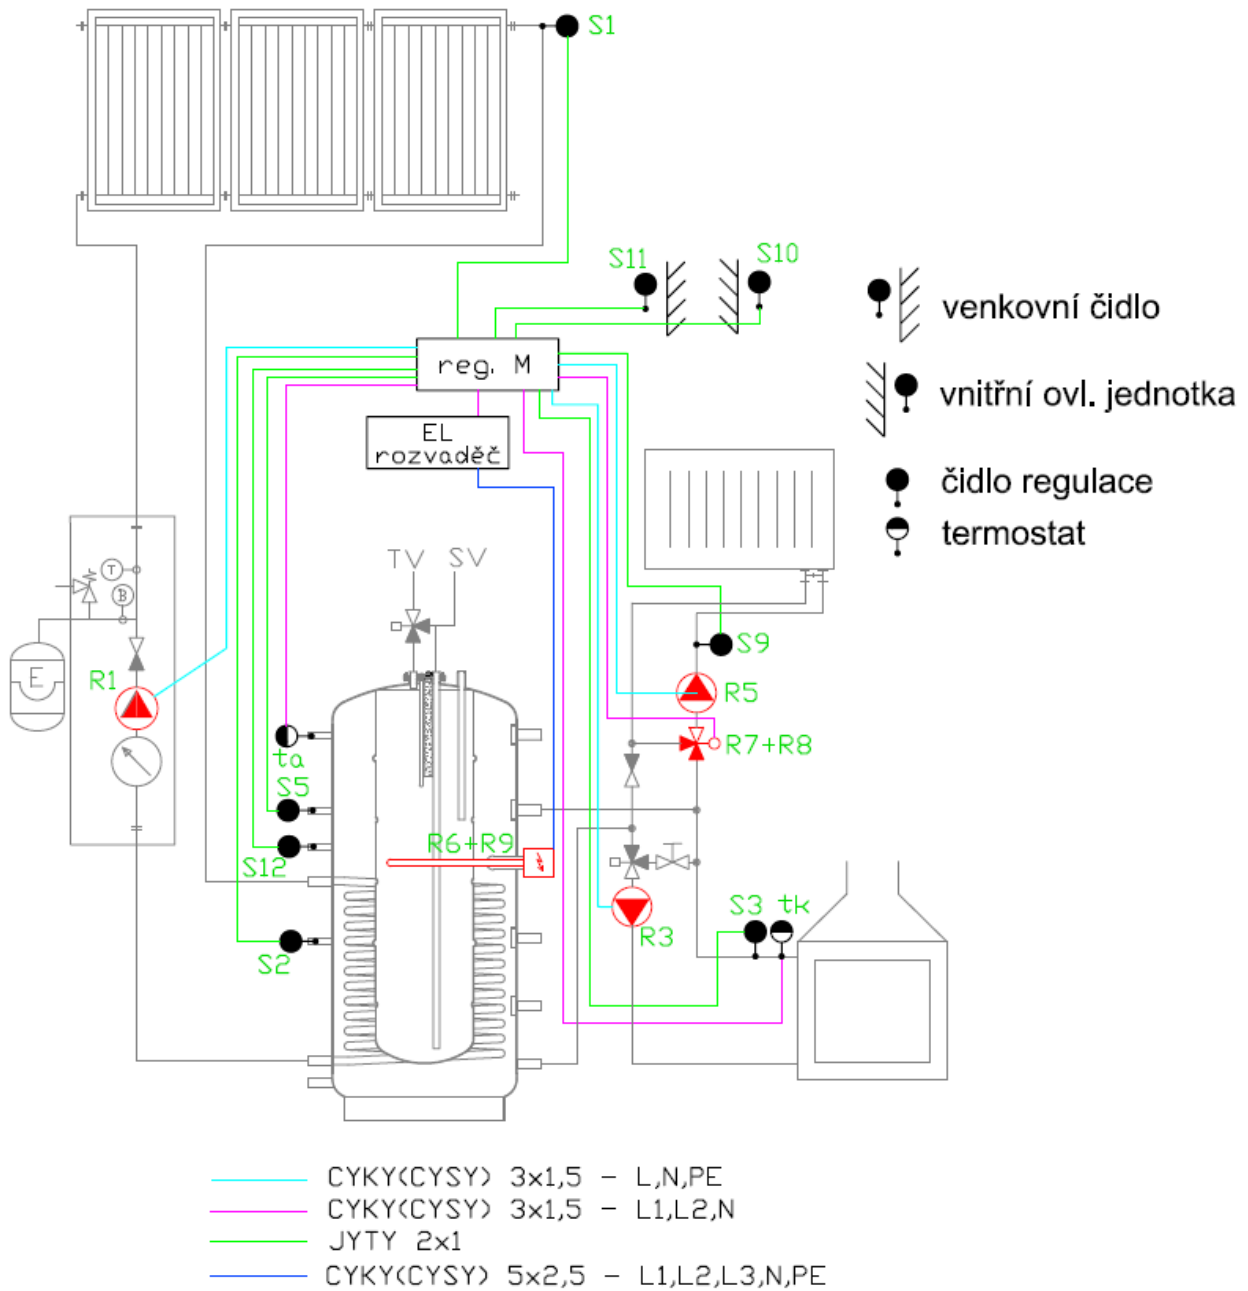 S1
S11
S10
venkovní čidlo
reg. M
vnitřní ovl. jednotka
EL
rozvaděč
čidlo regulace
termostat
TV
SV
T
B
E
R1
S9
R5
R7+R8
ta
S5
R6+R9
S12
S3 tk
R3
S2
CYKY(CYSY) 3x1,5 – L,N,PE
CYKY(CYSY) 3x1,5 – L1,L2,N
JYTY 2x1
CYKY(CYSY) 5x2,5 – L1,L2,L3,N,PE